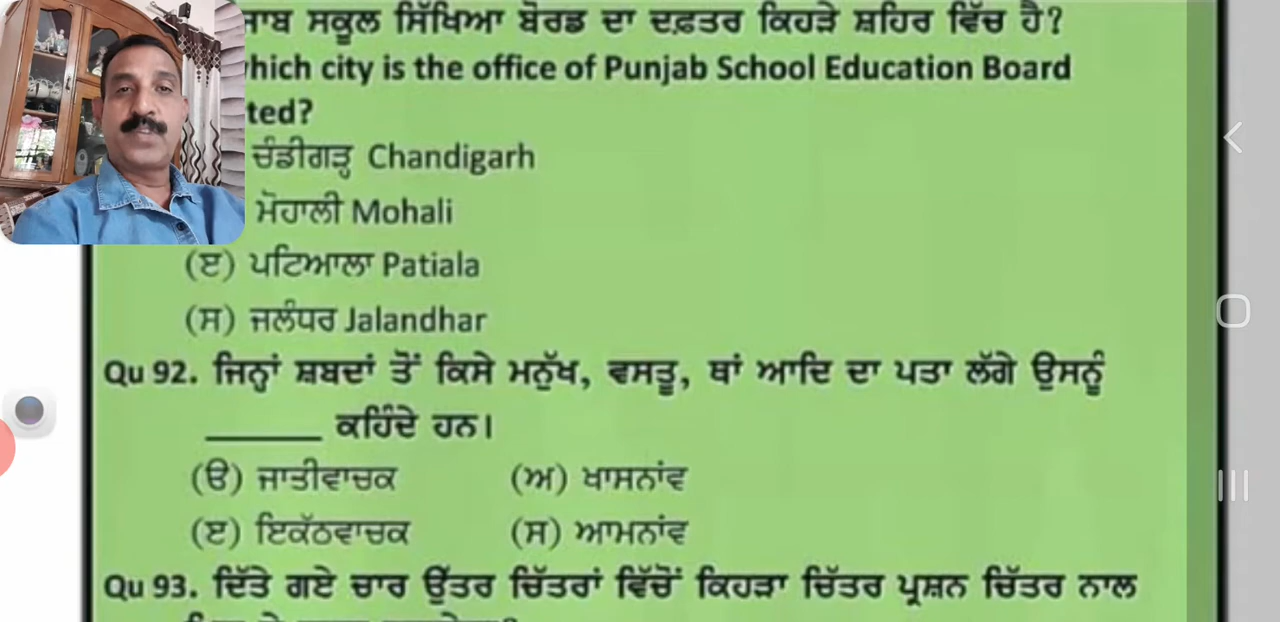 ਸਕੂਲ ਸਿੱਖਿਆ ਬੋਰਡ ਦਾ ਦਫ਼ਤਰ ਕਿਹੜੇ ਸ਼ਹਿਰ ਵਿੱਚ ਹੈ?
hich city is the office of Punjab School Education Board
ted?
ਚੰਡੀਗੜ੍ਹ Chandigarh
ਮੋਹਾਲੀ Mohali
(ੲ) ਪਟਿਆਲਾ Patiala
(ਸ) ਜਲੰਧਰ Jalandhar
Qu 92. ਜਿਨ੍ਹਾਂ ਸ਼ਬਦਾਂ ਤੋਂ ਕਿਸੇ ਮਨੁੱਖ, ਵਸਤੂ, ਥਾਂ ਆਦਿ ਦਾ ਪਤਾ ਲੱਗੇ ਉਸਨੂੰ
______ ਕਹਿੰਦੇ ਹਨ।
(ੳ) ਜਾਤੀਵਾਚਕ (ਅ) ਖਾਸਨਾਂਵ
(ੲ) ਇਕੱਠਵਾਚਕ (ਸ) ਆਮਨਾਂਵ
Qu 93. ਦਿੱਤੇ ਗਏ ਚਾਰ ਉੱਤਰ ਚਿੱਤਰਾਂ ਵਿੱਚੋਂ ਕਿਹੜਾ ਚਿੱਤਰ ਪ੍ਰਸ਼ਨ ਚਿੱਤਰ ਨਾਲ